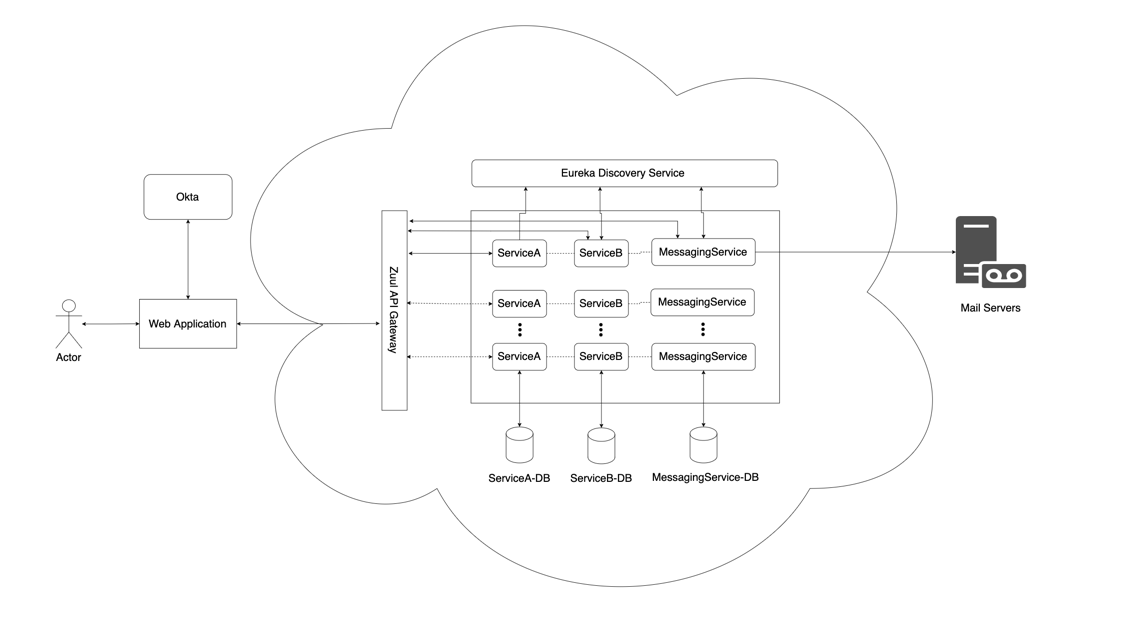 Eureka Discovery Service
Okta
Zuul API Gateway
ServiceA
ServiceB
MessagingService
ServiceA
ServiceB
MessagingService
Web Application
Actor
ServiceA
ServiceB
MessagingService
Mail Servers
ServiceA-DB
ServiceB-DB
MessagingService-DB